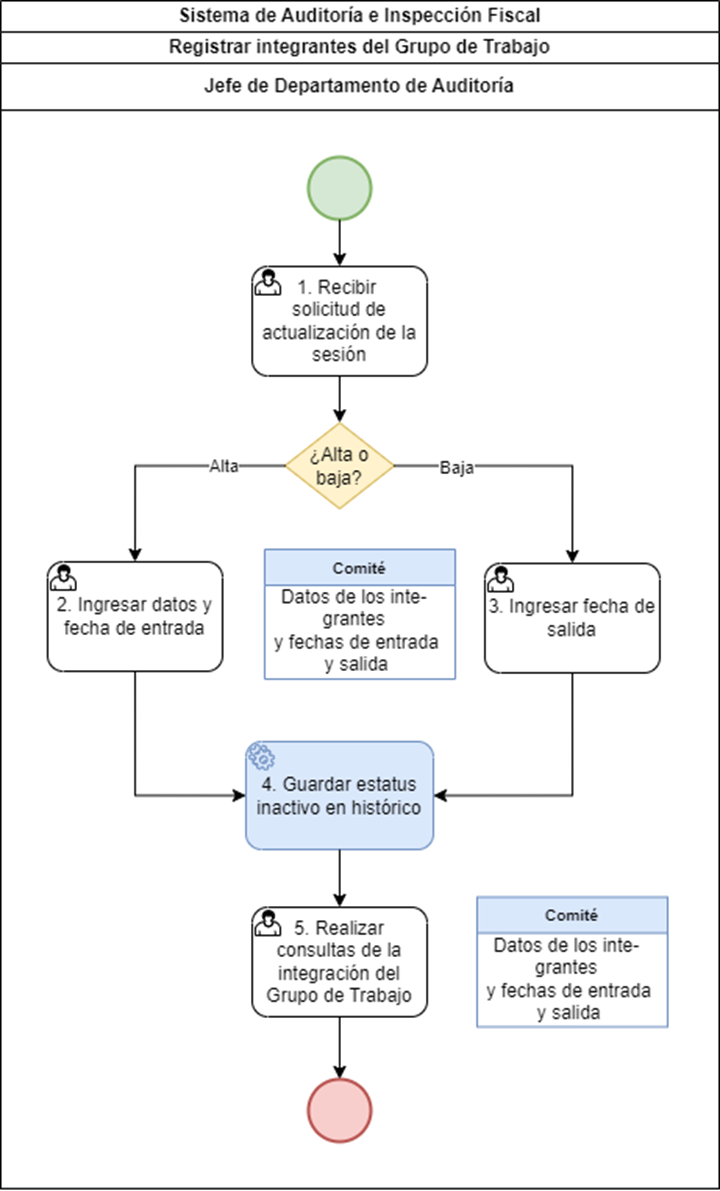 Sistema de Auditoría e Inspección Fiscal
Registrar integrantes del Grupo de Trabajo
Jefe de Departamento de Auditoría
1. Recibir
solicitud de
actualización de la
sesión
¿Alta o
baja?
Alta
Baja
2. Ingresar datos y
fecha de entrada
Comité
Datos de los inte-
grantes
y fechas de entrada
y salida
3. Ingresar fecha de
salida
4. Guardar estatus
inactivo en histórico
5. Realizar
consultas de la
integración del
Grupo de Trabajo
Comité
Datos de los inte-
grantes
y fechas de entrada
y salida